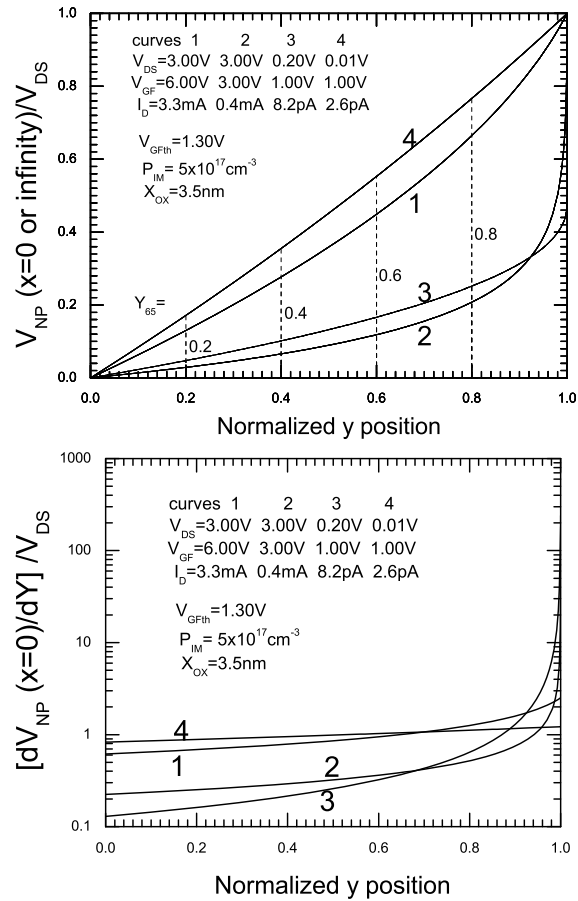 curves 1 2 3 4
V_DS=3.00V 3.00V 0.20V 0.01V
V_GF=6.00V 3.00V 1.00V 1.00V
I_D=3.3mA 0.4mA 8.2pA 2.6pA
V_GFth=1.30V
P_IM= 5x10^17cm^-3
X_OX=3.5nm
V_NP (x=0 or infinity)/V_DS
1.0
0.8
0.6
0.4
0.2
0.0
4
1
3
2
Y_65=
0.2
0.4
0.6
0.8
0.0 0.2 0.4 0.6 0.8 1.0
Normalized y position
curves 1 2 3 4
V_DS=3.00V 3.00V 0.20V 0.01V
V_GF=6.00V 3.00V 1.00V 1.00V
I_D=3.3mA 0.4mA 8.2pA 2.6pA
V_GFth=1.30V
P_IM= 5x10^17cm^-3
X_OX=3.5nm
[dV_NP (x=0)/dY] /V_DS
1000
100
10
1
0.1
4
1
2
3
0.0 0.2 0.4 0.6 0.8 1.0
Normalized y position